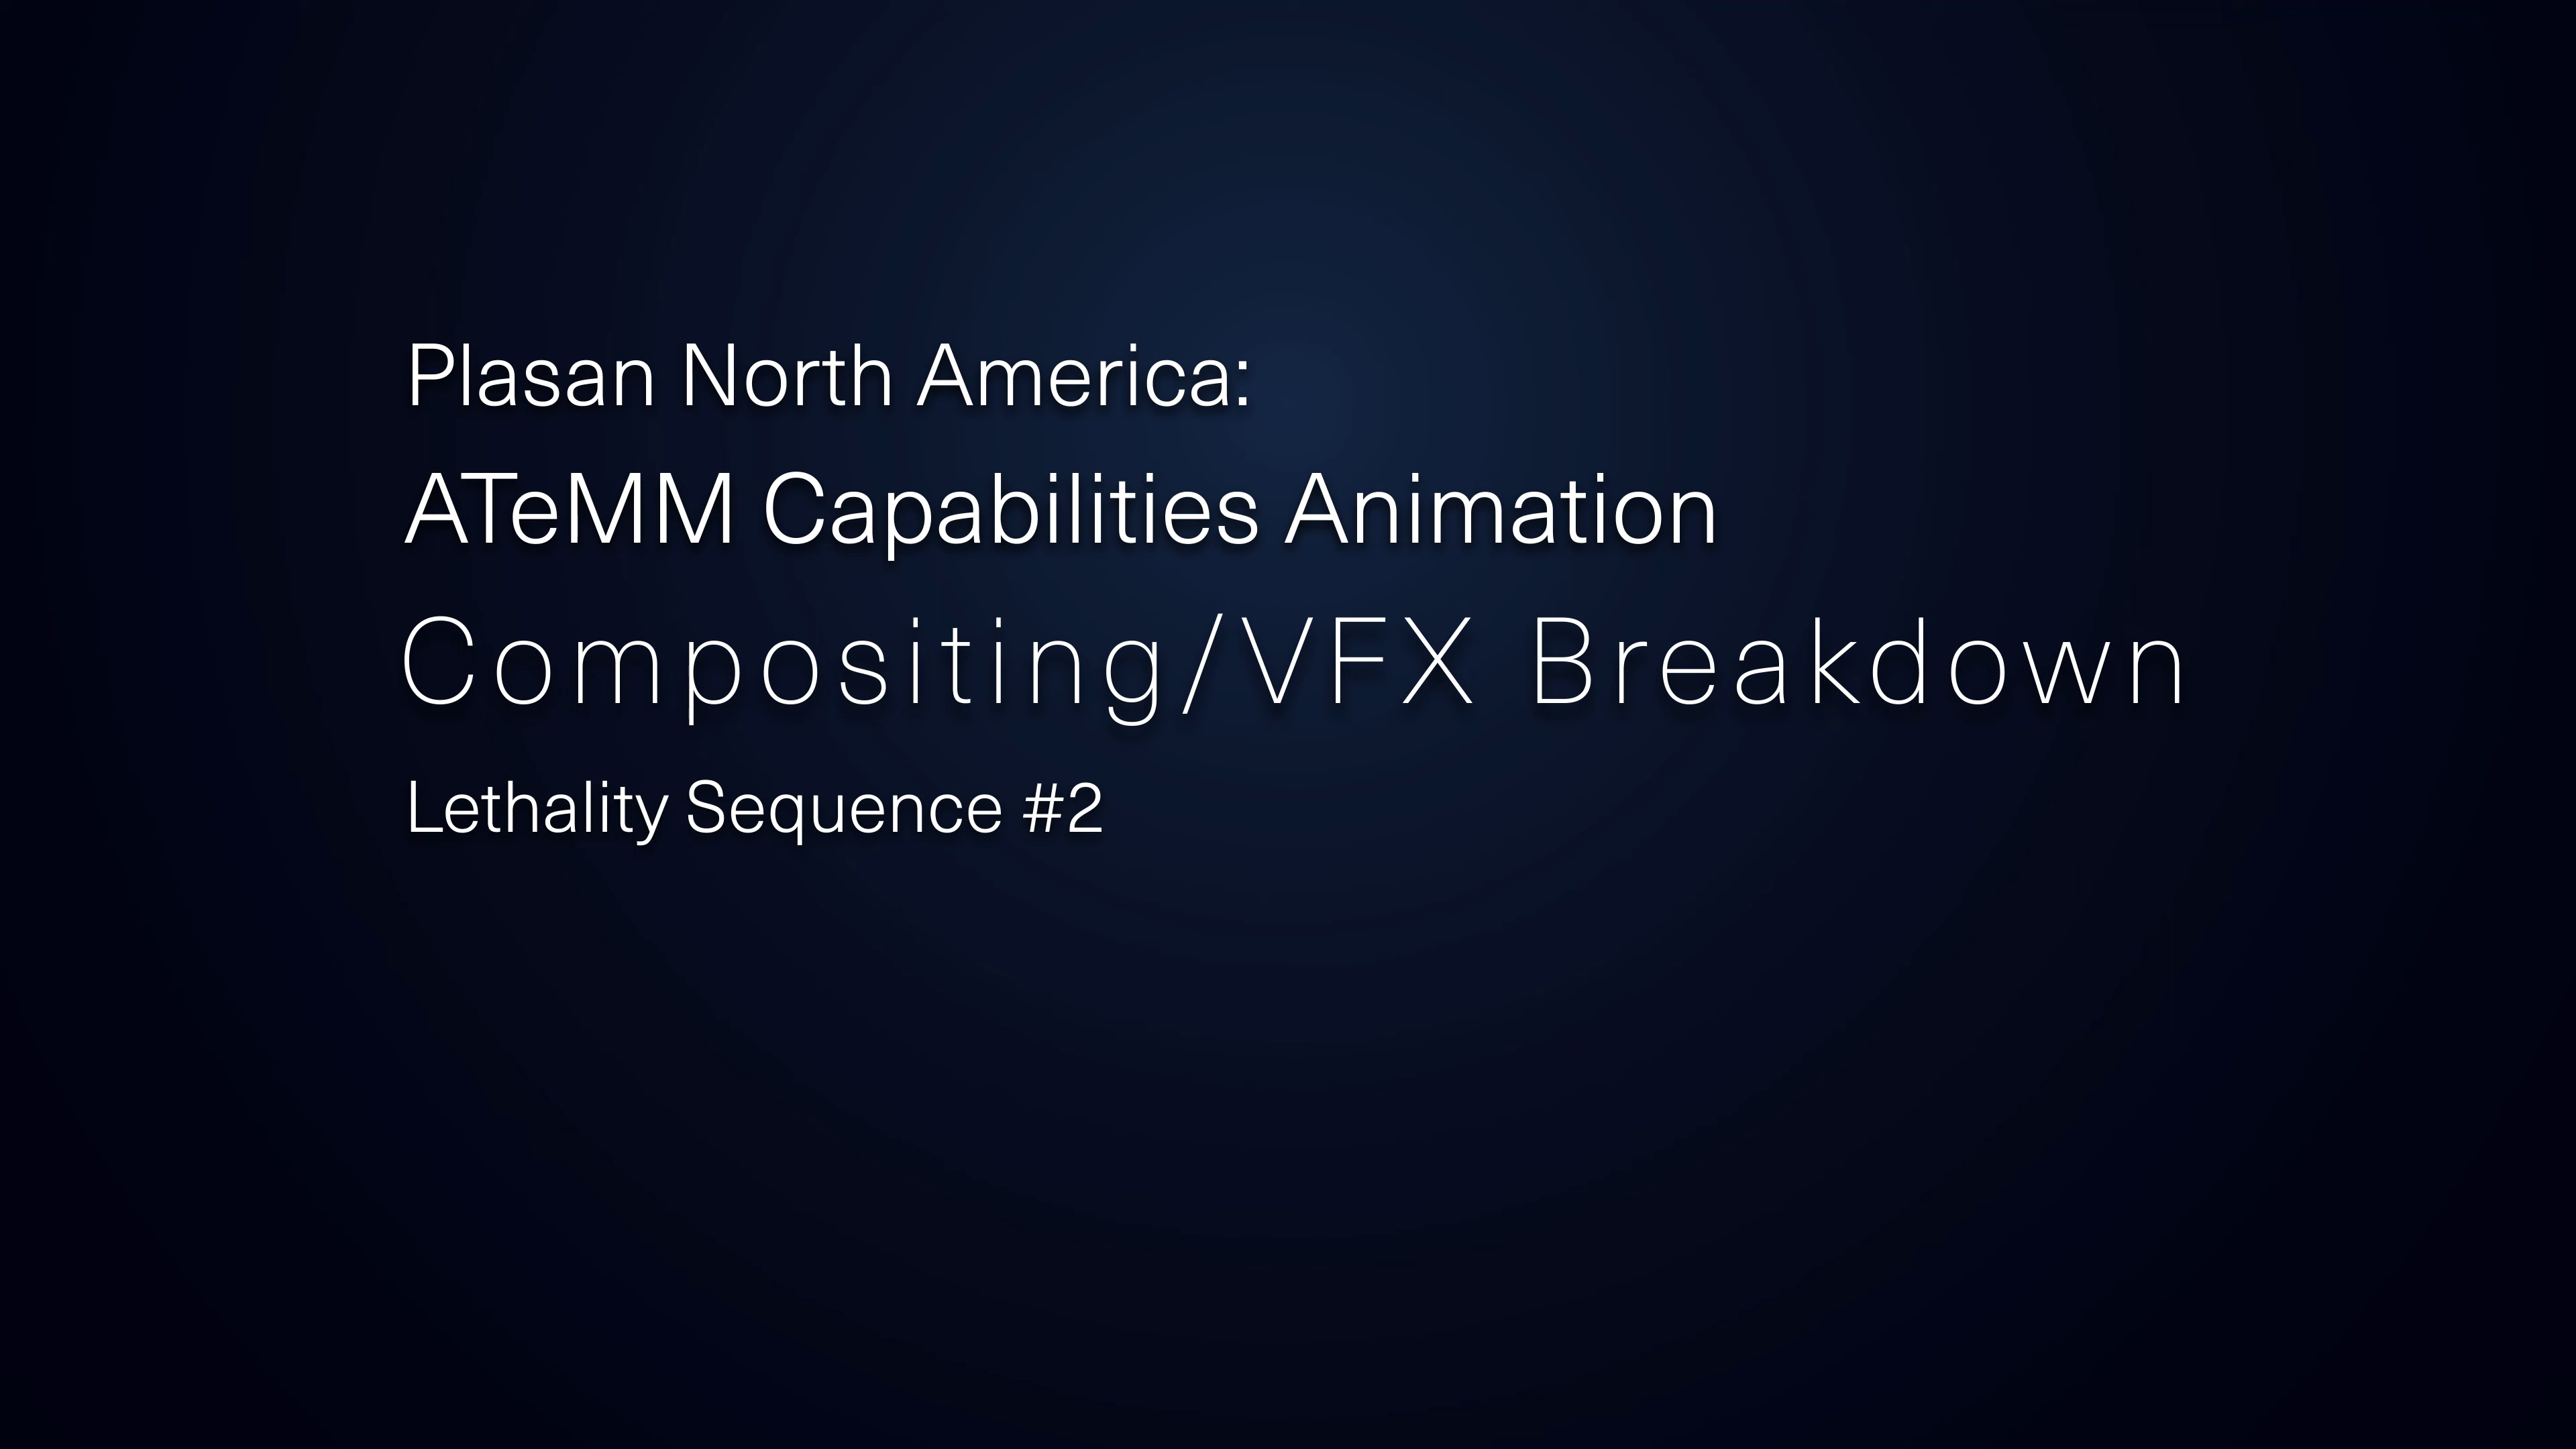 Plasan North America:
ATeMM Capabilities Animation
Compositing/VFX Breakdown
Lethality Sequence #2